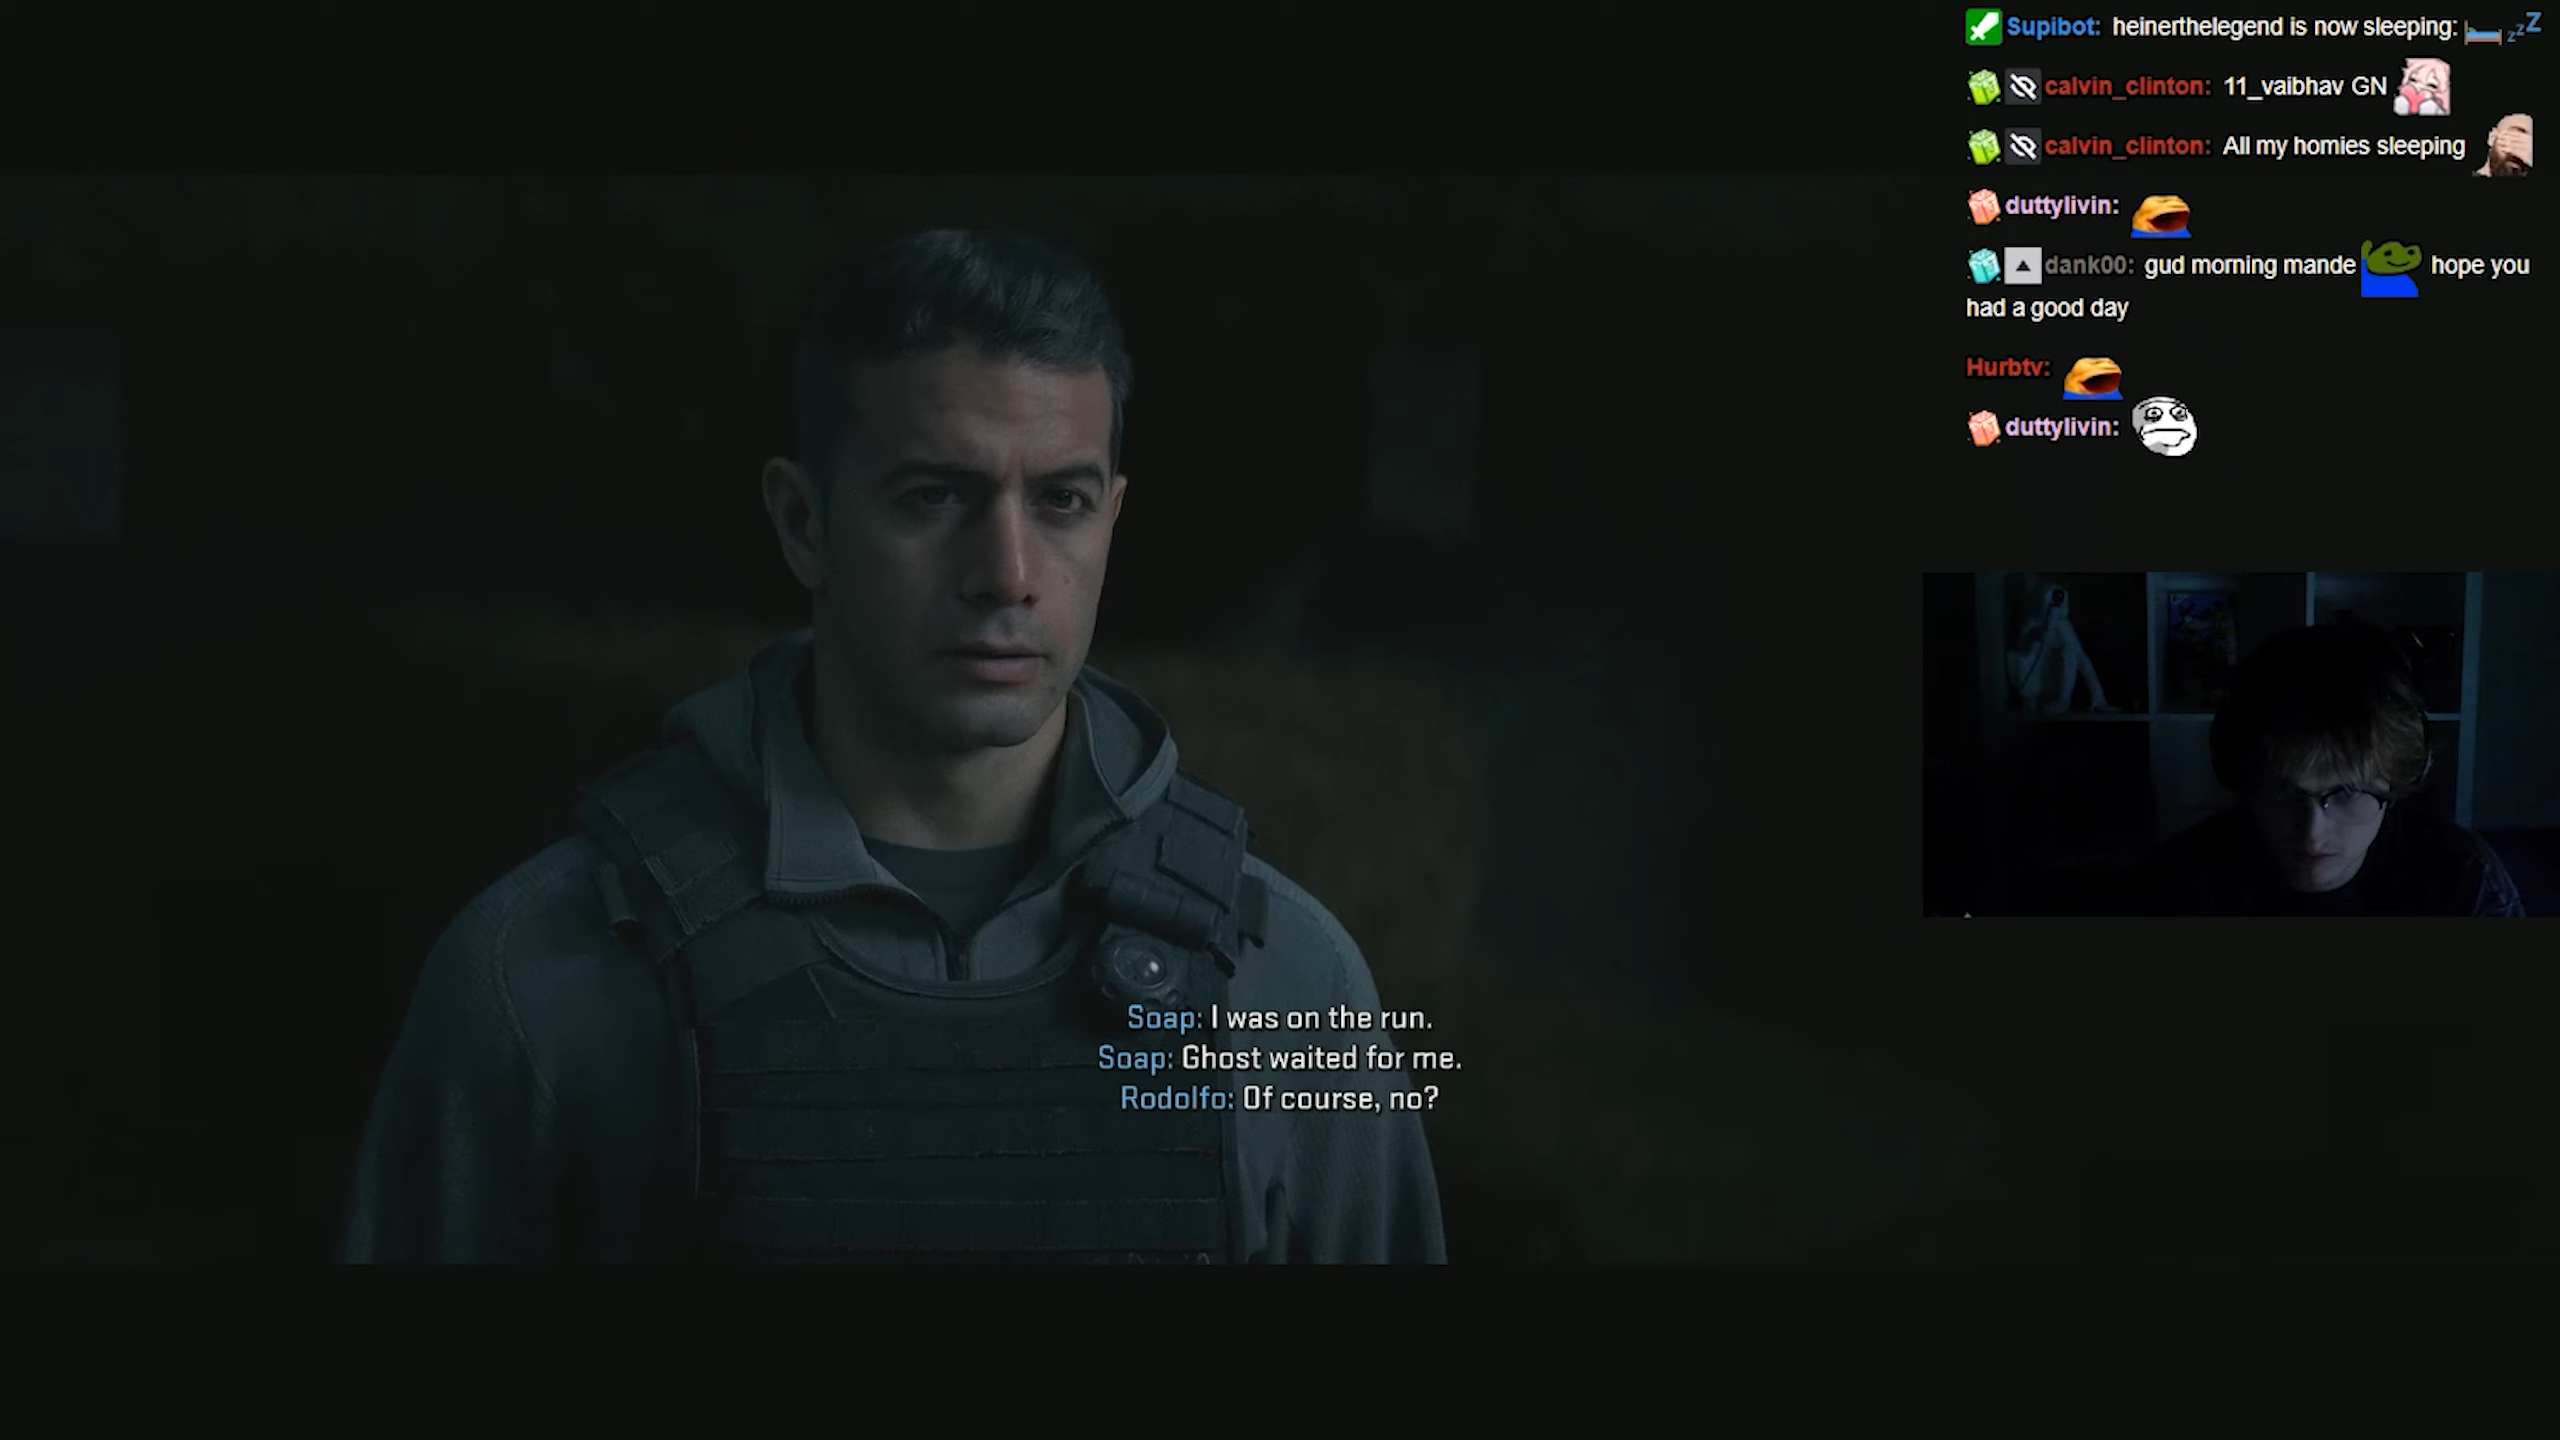 Supibot: heinerthelegend is now sleeping: zzZ
calvin_clinton: 11_vaibhav GN
calvin_clinton: All my homies sleeping
duttylivin:
dank00: gud morning mande hope you
had a good day
Hurbtv:
duttylivin:
Soap: I was on the run.
Soap: Ghost waited for me.
Rodolfo: Of course, no?